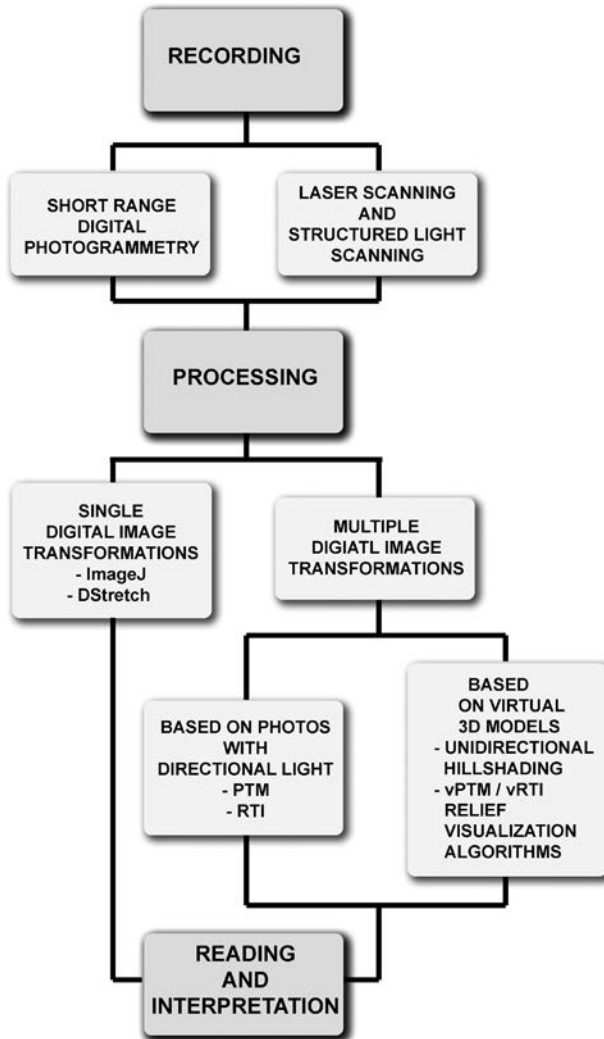 RECORDING
SHORT RANGE
DIGITAL
PHOTOGRAMMETRY
LASER SCANNING
AND
STRUCTURED LIGHT
SCANNING
PROCESSING
SINGLE
DIGITAL IMAGE
TRANSFORMATIONS
- ImageJ
- DStretch
MULTIPLE
DIGIATL IMAGE
TRANSFORMATIONS
BASED ON PHOTOS
WITH
DIRECTIONAL LIGHT
- PTM
- RTI
BASED
ON VIRTUAL
3D MODELS
- UNIDIRECTIONAL
HILLSHADING
- vPTM / vRTI
RELIEF
VISUALIZATION
ALGORITHMS
READING
AND
INTERPRETATION